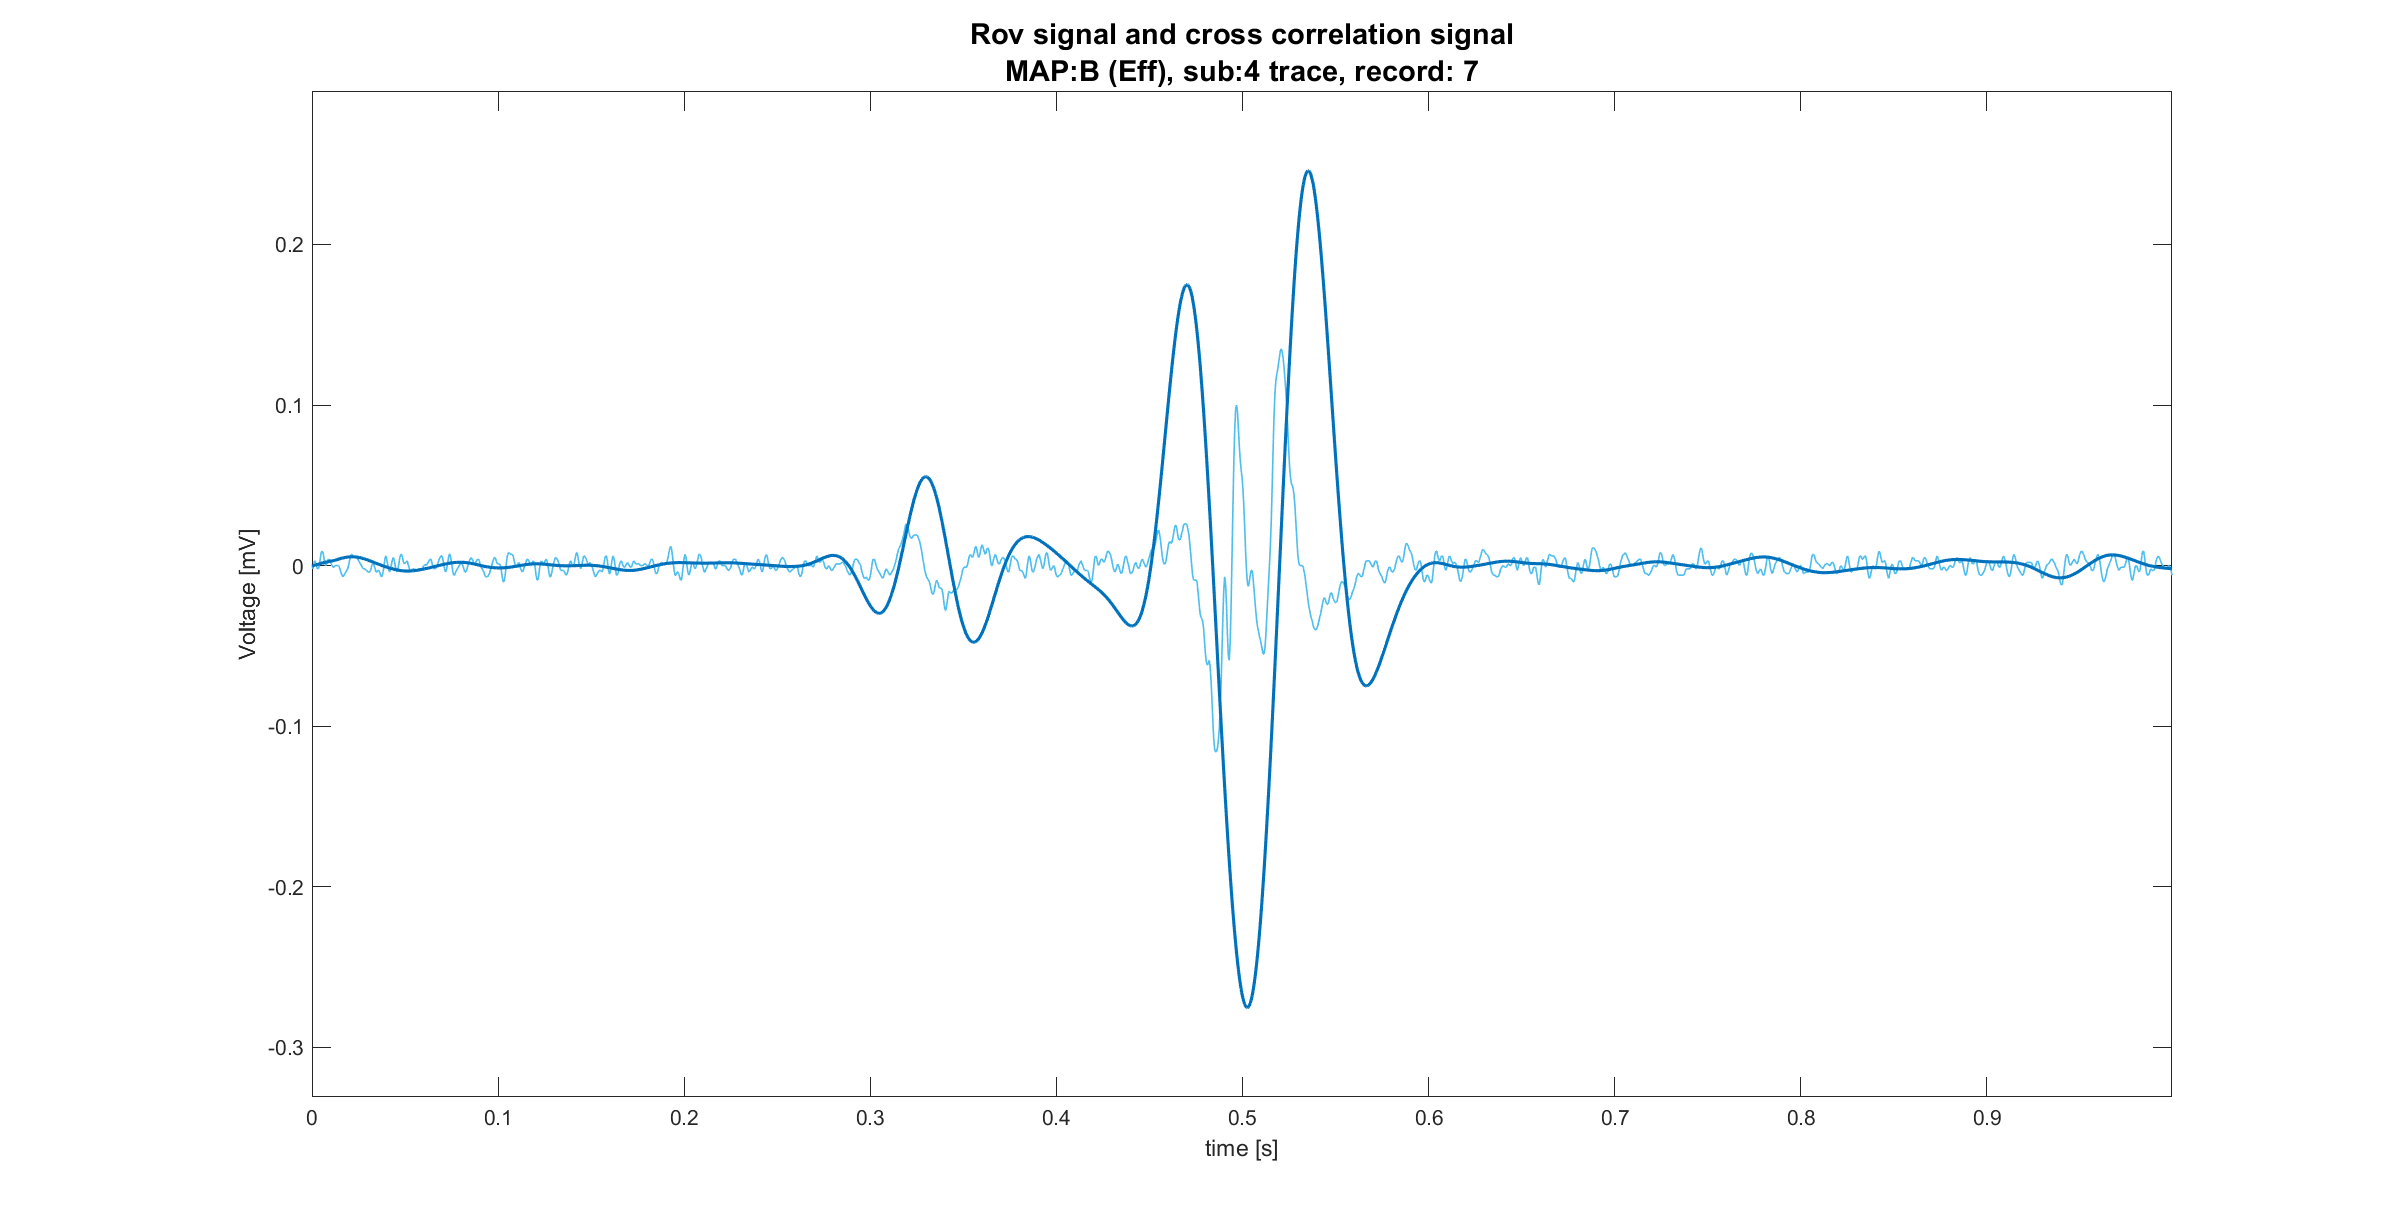 Rov signal and cross correlation signal
MAP:B (Eff), sub:4 trace, record: 7
Voltage [mV]
0.2
0.1
0
-0.1
-0.2
-0.3
0 0.1 0.2 0.3 0.4 0.5 0.6 0.7 0.8 0.9
time [s]